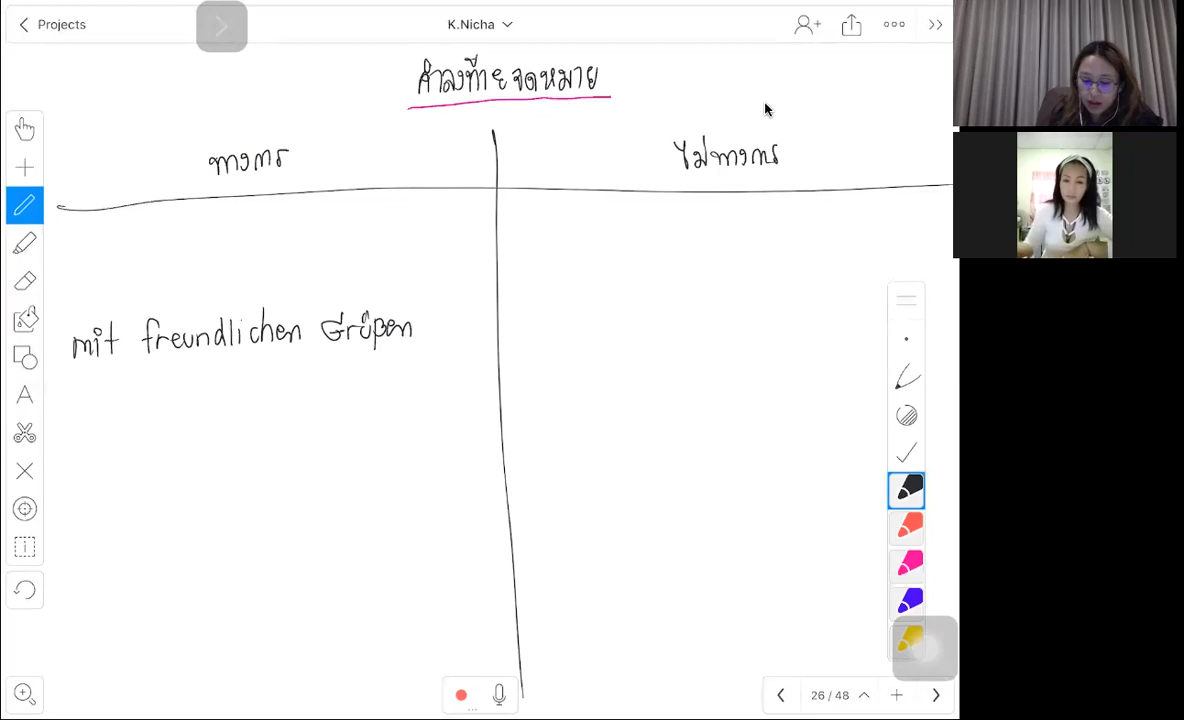 Projects
K.Nicha
คำลงท้ายจดหมาย
ทางการ
ไม่ทางการ
mit freundlichen Grüßen
26 / 48